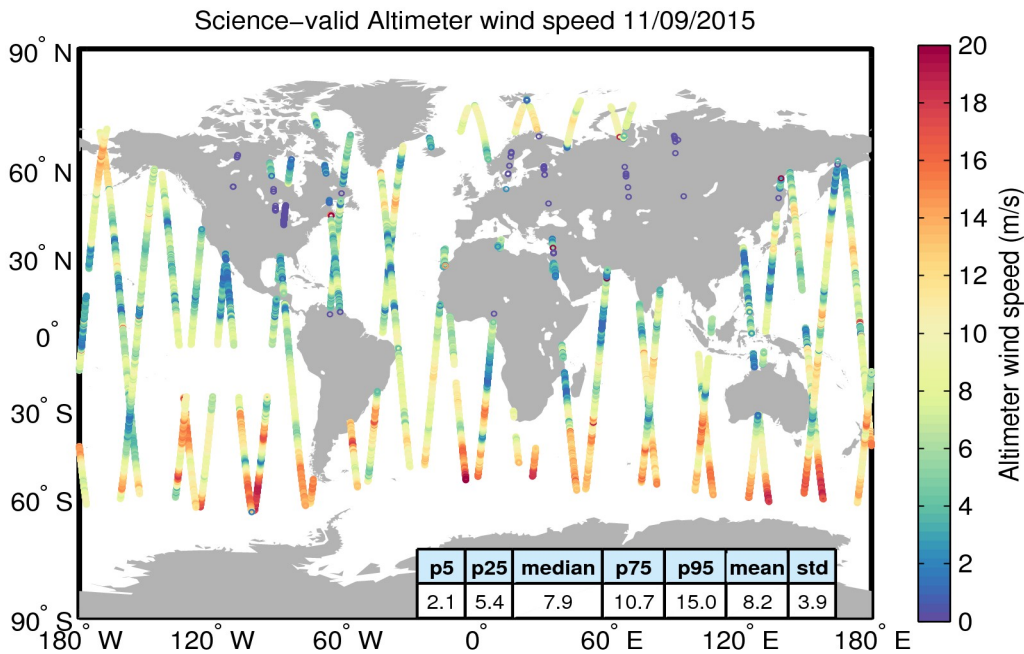 Science−valid Altimeter wind speed 11/09/2015
90° N
60° N
30° N
0°
30° S
60° S
90° S
180° W
120° W
60° W
0°
60° E
120° E
180° E
p5 p25 median p75 p95 mean std
2.1 5.4 7.9 10.7 15.0 8.2 3.9
20
18
16
14
12
10
8
6
4
2
0
Altimeter wind speed (m/s)